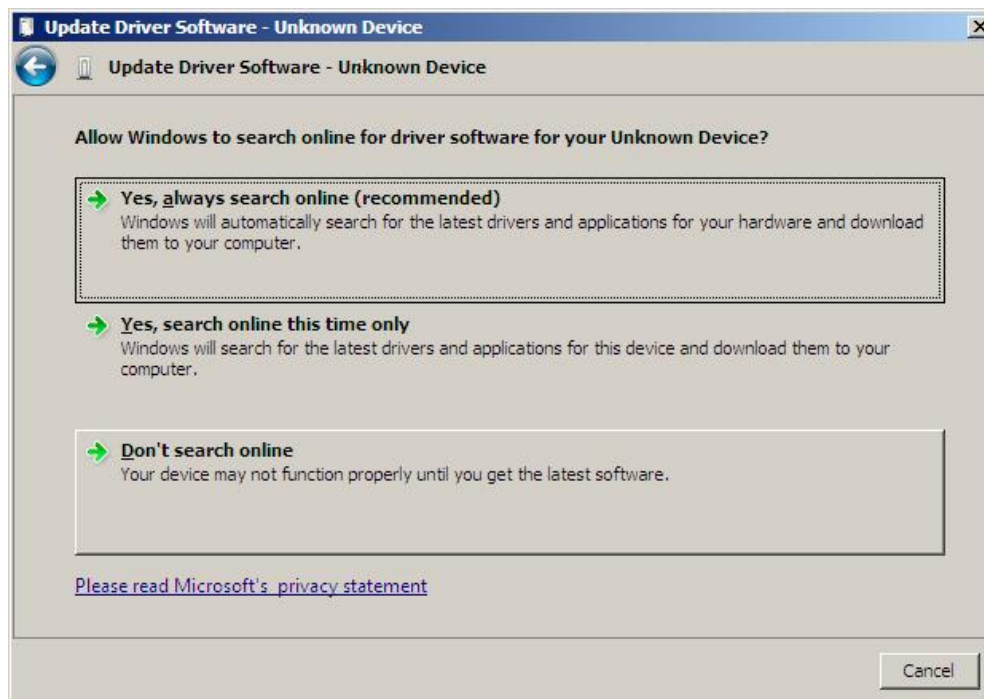 Update Driver Software - Unknown Device
Update Driver Software - Unknown Device
Allow Windows to search online for driver software for your Unknown Device?
Yes, always search online (recommended)
Windows will automatically search for the latest drivers and applications for your hardware and download
them to your computer.
Yes, search online this time only
Windows will search for the latest drivers and applications for this device and download them to your
computer.
Don't search online
Your device may not function properly until you get the latest software.
Please read Microsoft's privacy statement
Cancel